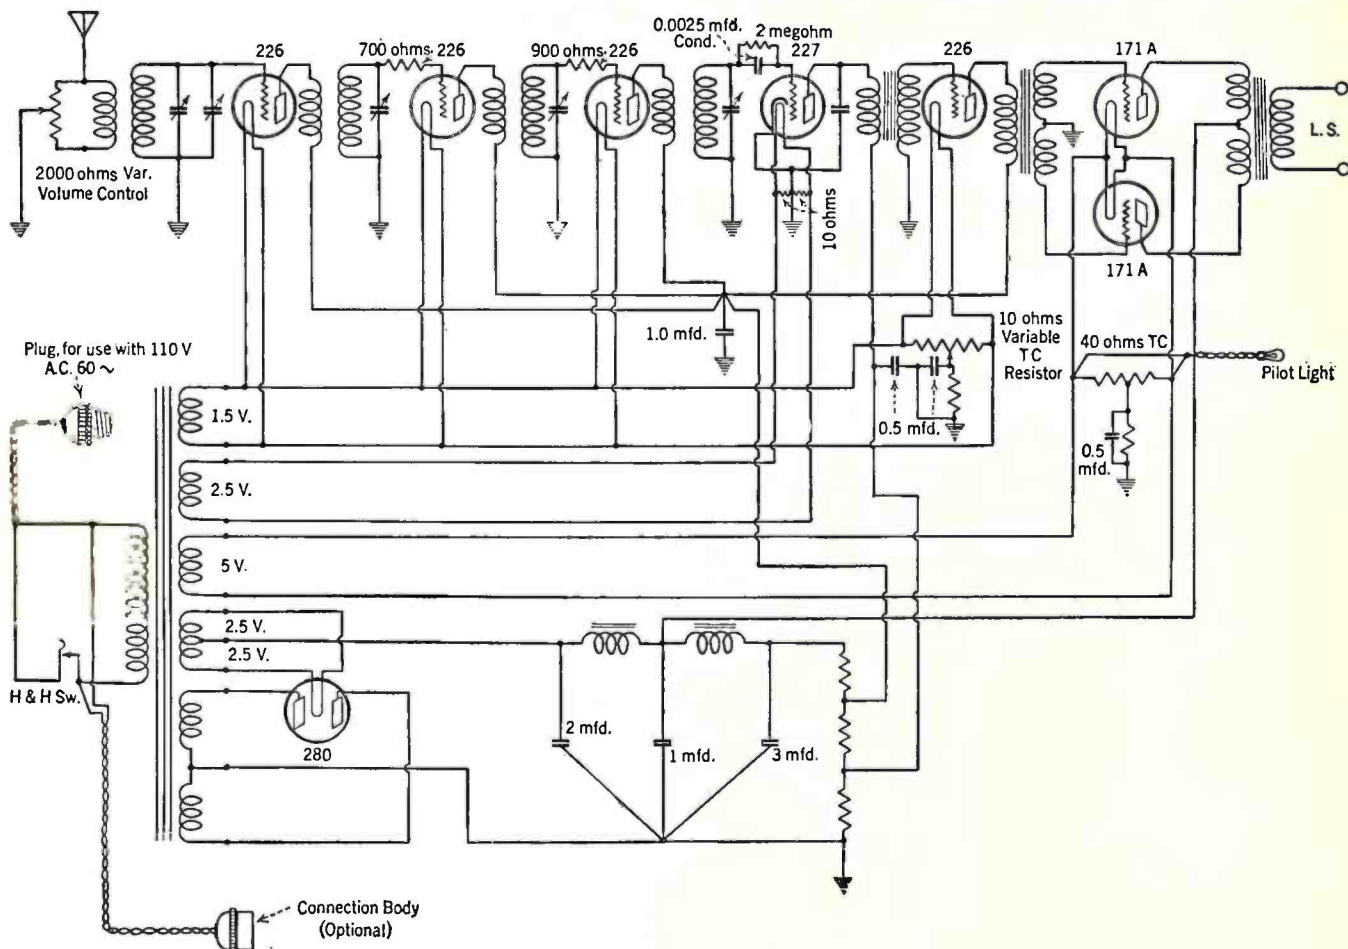 226
700 ohms.
226
900 ohms.
226
0.0025 mfd.
Cond.
2 megohm
227
226
171 A
L.S.
2000 ohms Var.
Volume Control
10 ohms
171 A
1.0 mfd.
10 ohms
Variable
TC
Resistor
40 ohms TC
Pilot Light
Plug, for use with 110 V
A.C. 60 ~
1.5 V.
0.5 mfd.
0.5
mfd.
2.5 V.
5 V.
2.5 V.
2.5 V.
H & H Sw.
280
2 mfd.
1 mfd.
3 mfd.
Connection Body
(Optional)